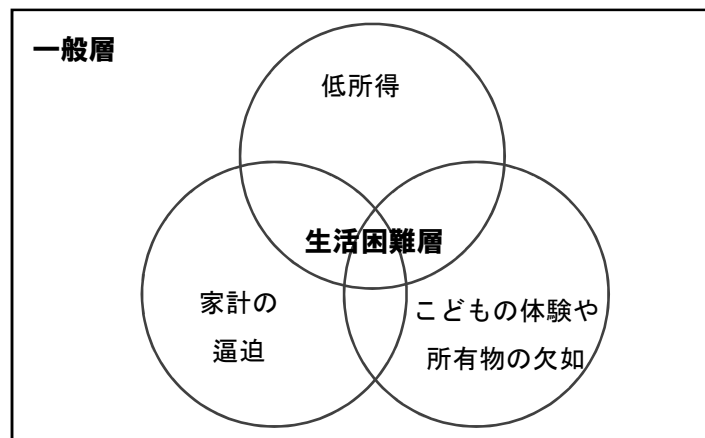 一般層
低所得
生活困難層
家計の
逼迫
こどもの体験や
所有物の欠如